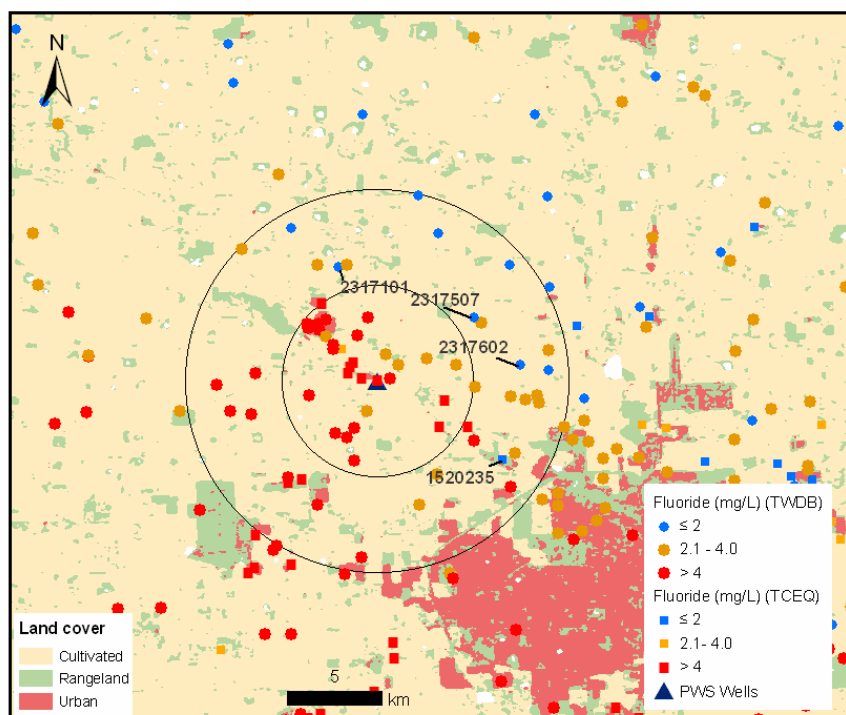 N
2317101
2317507
2317602
1520235
Fluoride (mg/L) (TWDB)
≤ 2
2.1 - 4.0
> 4
Fluoride (mg/L) (TCEQ)
≤ 2
2.1- 4.0
> 4
PWS Wells
Land cover
Cultivated
Rangeland
Urban
5
km